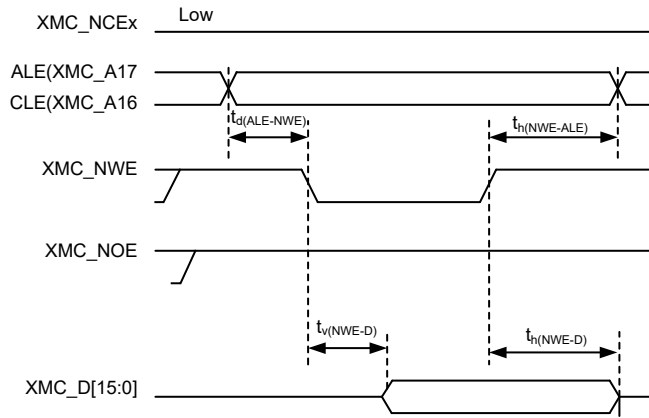 XMC_NCEx Low
ALE(XMC_A17
CLE(XMC_A16
td(ALE-NWE) th(NWE-ALE)
XMC_NWE
XMC_NOE
tv(NWE-D) th(NWE-D)
XMC_D[15:0]